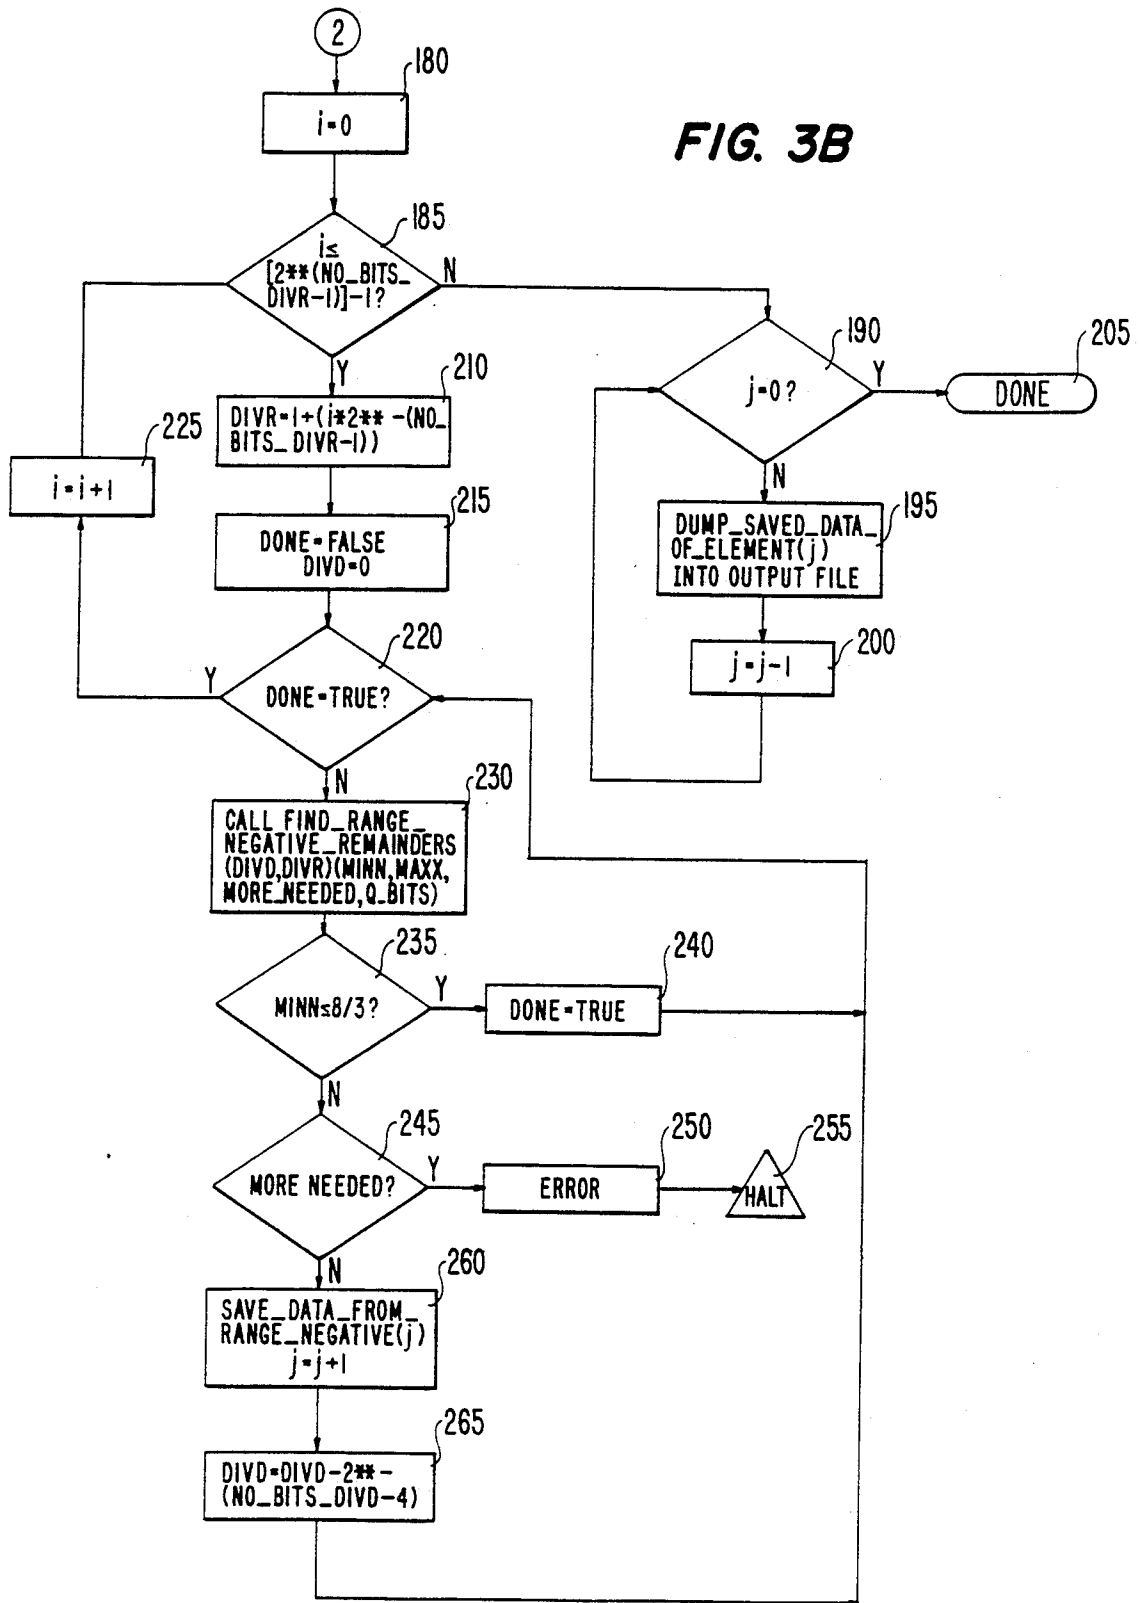 2
180
i=0
FIG. 3B
185
i≤
[2**(NO_BITS_
DIVR-1)]-1?
N
Y
190
j=0?
Y
205
DONE
N
210
DIVR=1+(i*2**-(NO_
BITS_DIVR-1))
225
i=i+1
215
DONE=FALSE
DIVD=0
195
DUMP_SAVED_DATA_
OF_ELEMENT(j)
INTO OUTPUT FILE
200
j=j-1
220
Y
DONE=TRUE?
N
230
CALL FIND_RANGE_
NEGATIVE_REMAINDERS
(DIVD,DIVR)(MINN,MAXX,
MORE_NEEDED,Q_BITS)
235
MINN≤8/3?
Y
240
DONE=TRUE
N
245
MORE NEEDED?
Y
250
ERROR
255
HALT
N
260
SAVE_DATA_FROM_
RANGE_NEGATIVE(j)
j=j+1
265
DIVD=DIVD-2**-
(NO_BITS_DIVD-4)